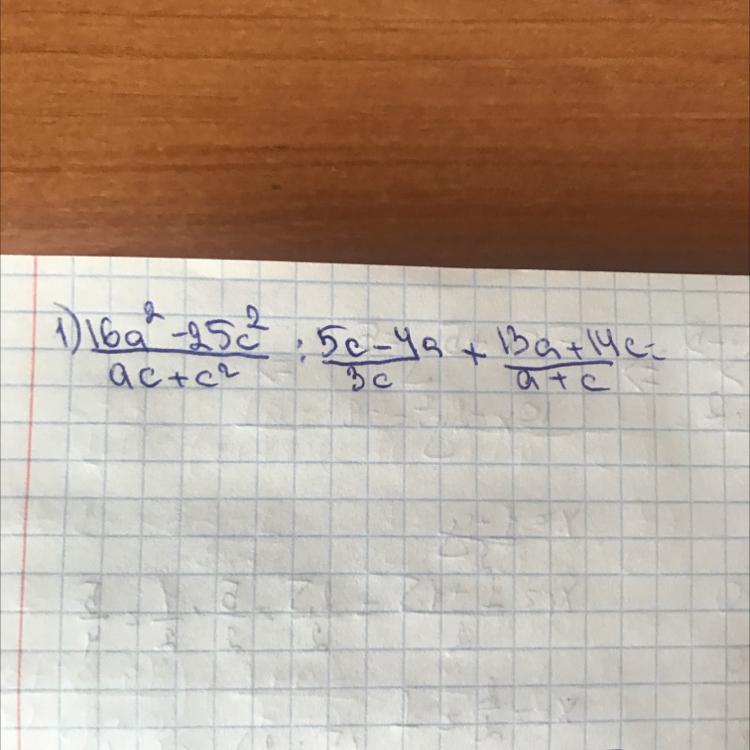 1) 16a² - 25c² / ac + c² : 5c - 4a / 3c + 13a + 14c / a + c =